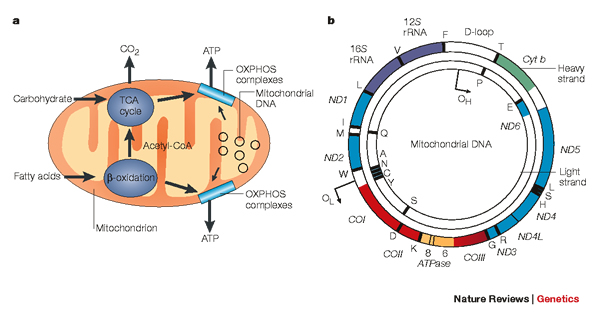 a
CO2
ATP
OXPHOS
complexes
Mitochondrial
DNA
Carbohydrate
TCA
cycle
Acetyl-CoA
Fatty acids
β-oxidation
OXPHOS
complexes
Mitochondrion
ATP
b
12S
rRNA
16S
rRNA
V
F
D-loop
T
Cyt b
Heavy
strand
P
OH
L
ND1
E
ND6
I
M
Q
Mitochondrial DNA
ND5
ND2
A
N
C
Y
W
Light
strand
OL
L
S
H
COI
S
ND4
D
ND4L
R
G
ND3
K
COII
8
6
ATPase
COIII
Nature Reviews | Genetics